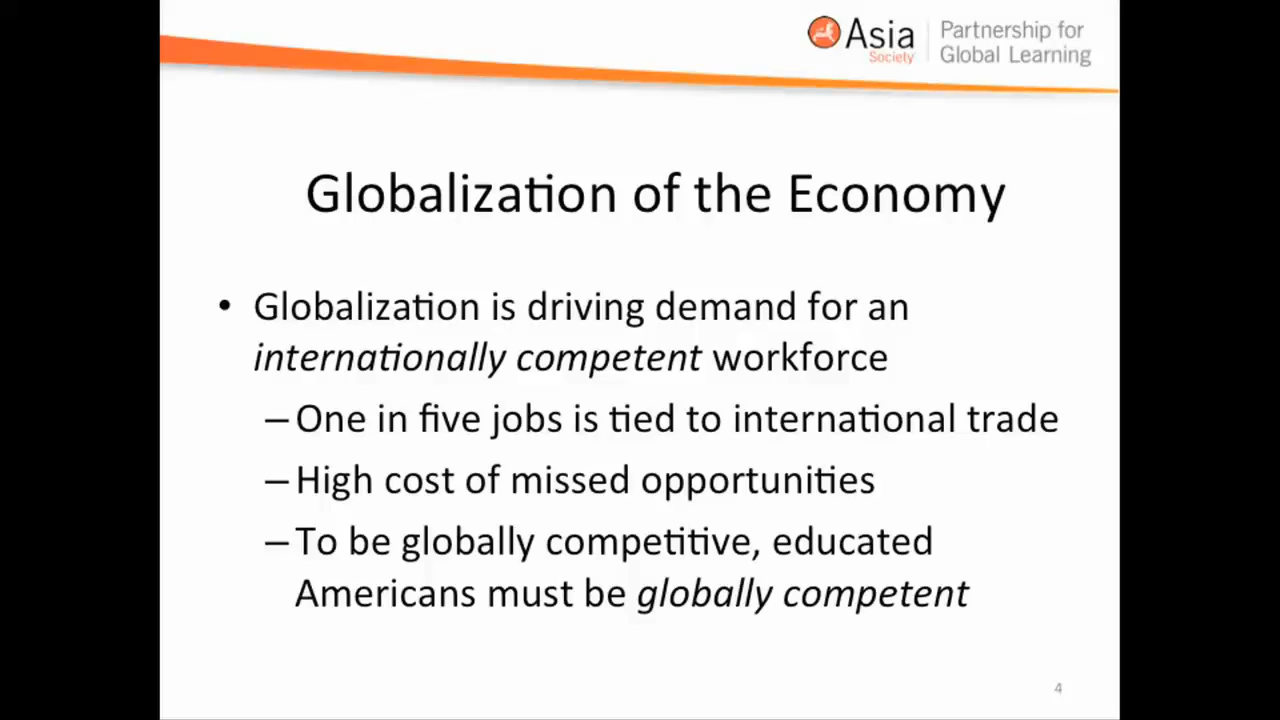 Asia
Society
Partnership for
Global Learning
Globalization of the Economy
• Globalization is driving demand for an
internationally competent workforce
– One in five jobs is tied to international trade
– High cost of missed opportunities
– To be globally competitive, educated
Americans must be globally competent
4